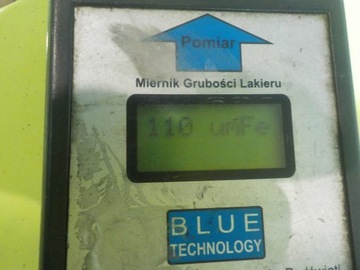 Pomiar
Miernik Grubości Lakieru
110 umFe
BLUE
TECHNOLOGY